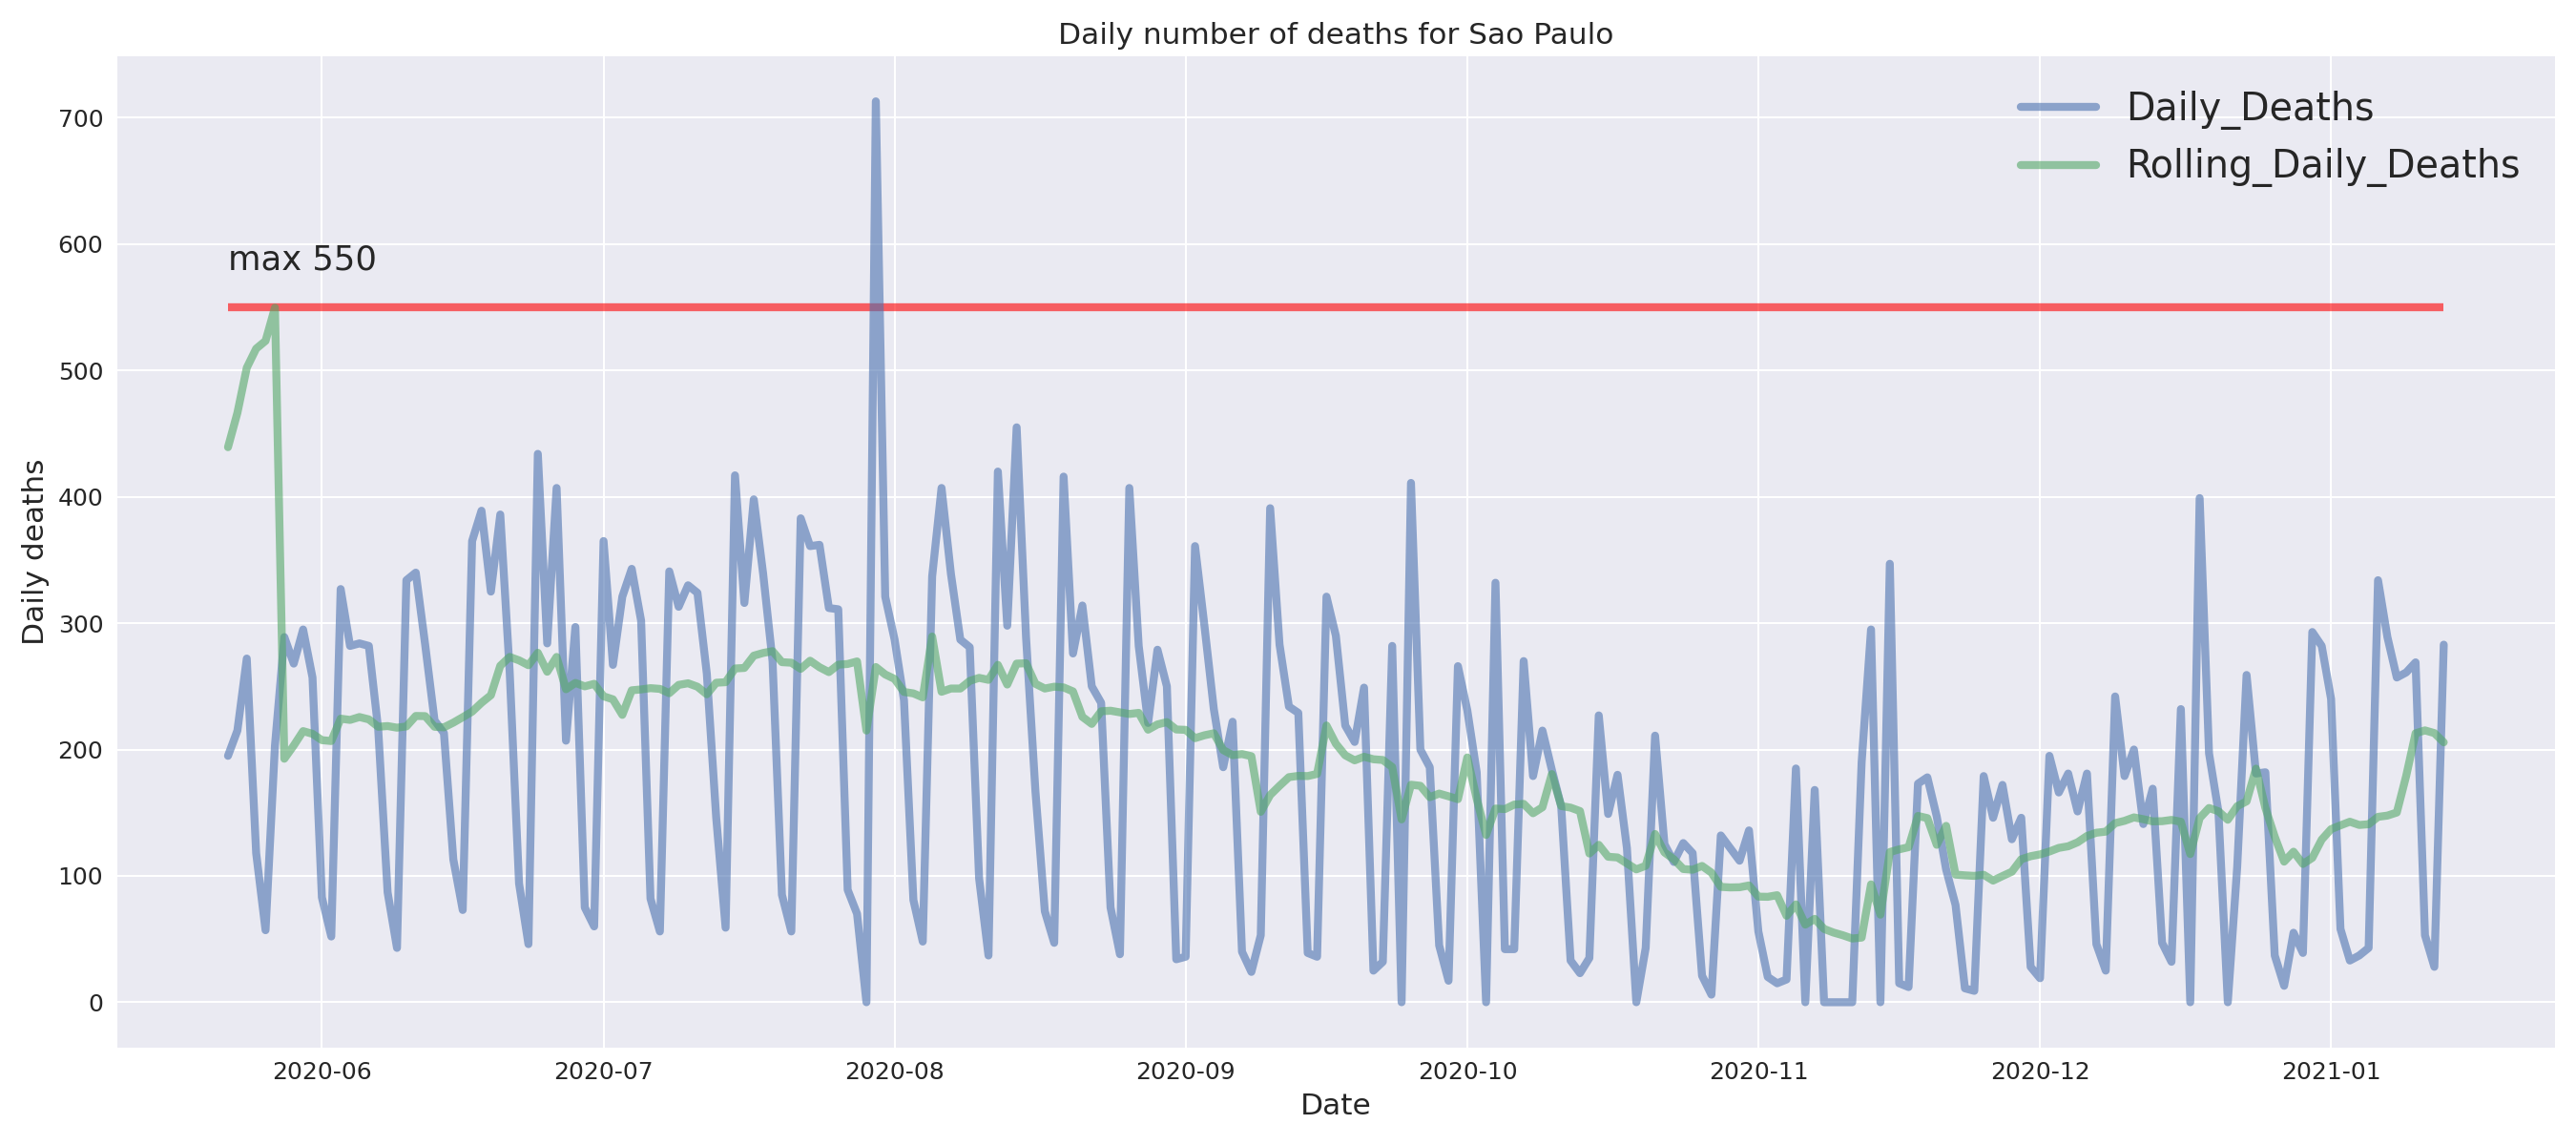 Daily number of deaths for Sao Paulo
Daily_Deaths
Rolling_Daily_Deaths
max 550
Daily deaths
700
600
500
400
300
200
100
0
2020-06
2020-07
2020-08
2020-09
2020-10
2020-11
2020-12
2021-01
Date